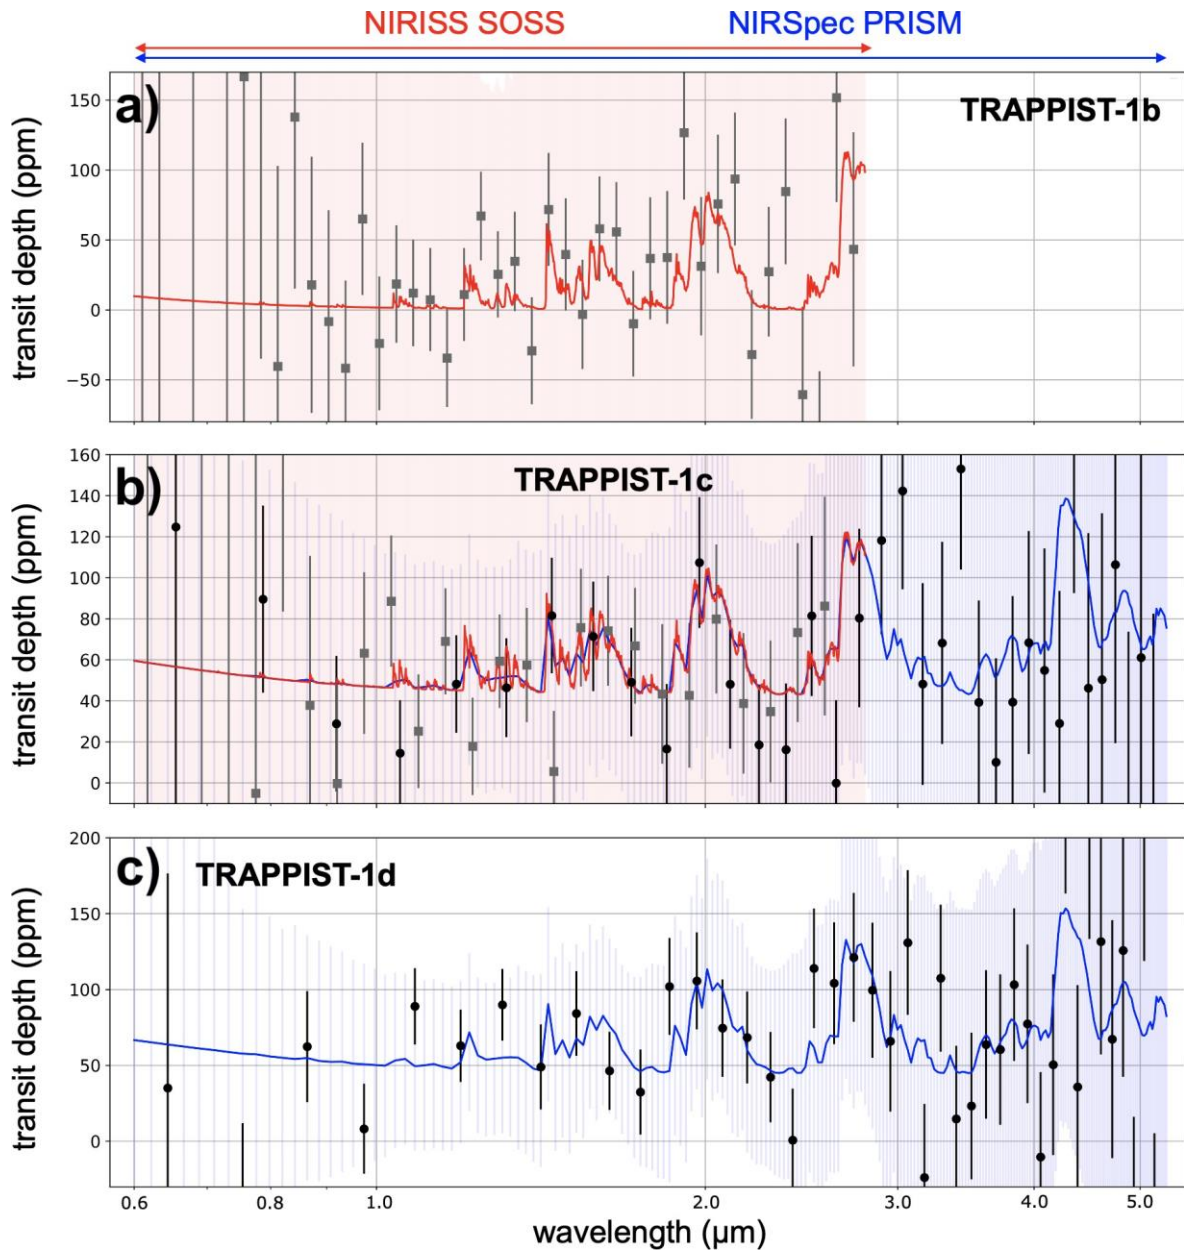 NIRISS SOSS NIRSpec PRISM
a) TRAPPIST-1b
transit depth (ppm)
150
100
50
0
−50
b) TRAPPIST-1c
transit depth (ppm)
160
140
120
100
80
60
40
20
0
c) TRAPPIST-1d
transit depth (ppm)
200
150
100
50
0
0.6 0.8 1.0 2.0 3.0 4.0 5.0
wavelength (μm)